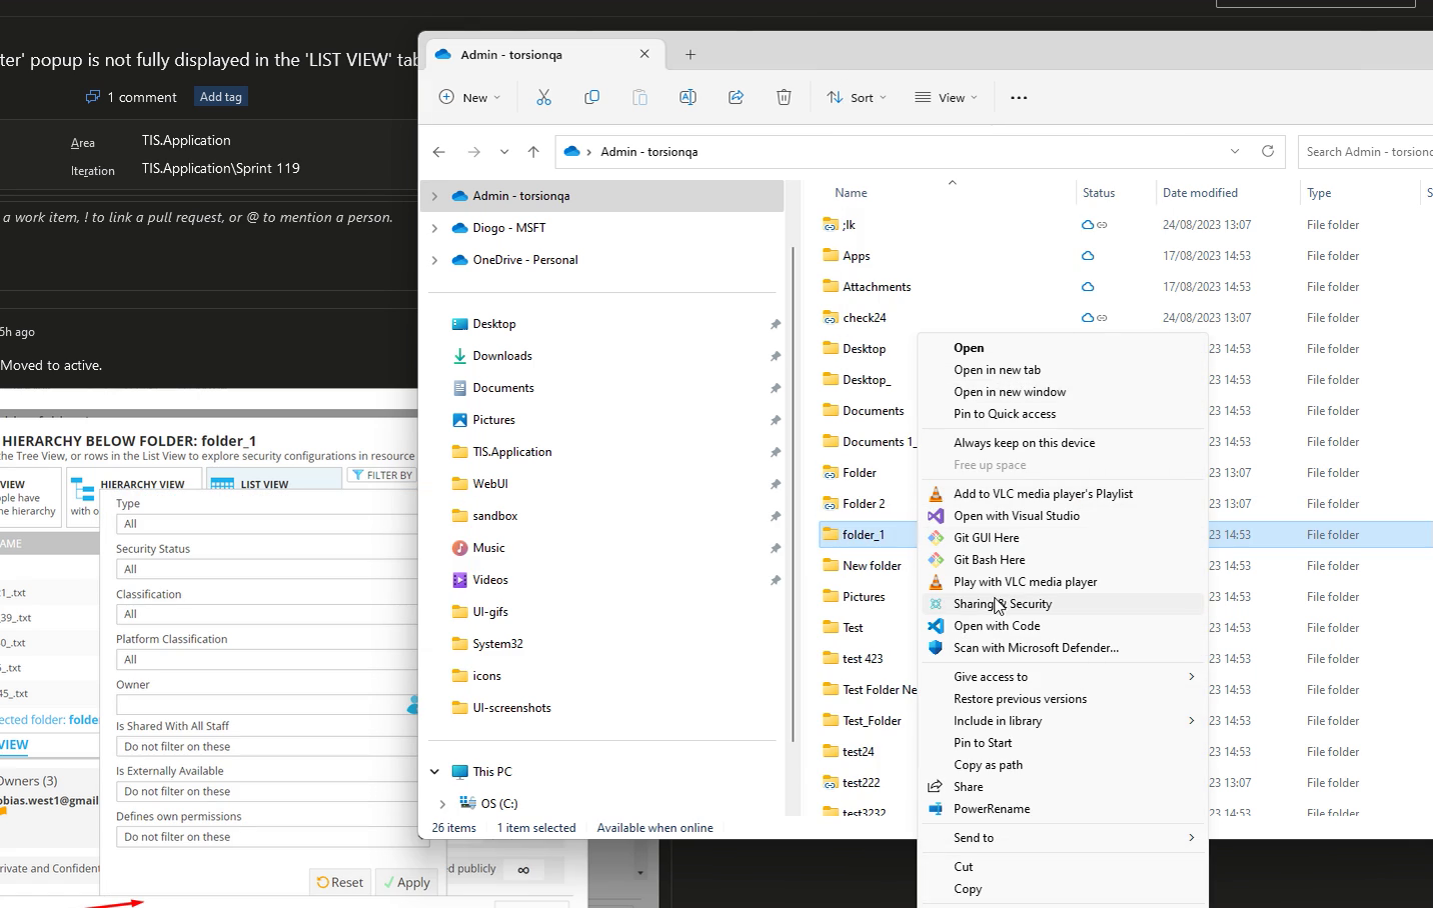 ter' popup is not fully displayed in the 'LIST VIEW' tab
1 comment
Add tag
Area
TIS.Application
Iteration
TIS.Application\Sprint 119
a work item, ! to link a pull request, or @ to mention a person.
5h ago
Moved to active.
HIERARCHY BELOW FOLDER: folder_1
the Tree View, or rows in the List View to explore security configurations in resource
VIEW
ople have
he hierarchy
HIERARCHY VIEW
with o
LIST VIEW
FILTER BY
AME
1_.txt
39_.txt
0_.txt
_.txt
45_.txt
ected folder: folde
VIEW
Owners (3)
obias.west1@gmail
rivate and Confident
Type
All
Security Status
All
Classification
All
Platform Classification
All
Owner
Is Shared With All Staff
Do not filter on these
Is Externally Available
Do not filter on these
Defines own permissions
Do not filter on these
Reset
Apply
d publicly
∞
Admin - torsionqa
New
Sort
View
Admin - torsionqa
Search Admin - torsionq
Admin - torsionqa
Diogo - MSFT
OneDrive - Personal
Desktop
Downloads
Documents
Pictures
TIS.Application
WebUI
sandbox
Music
Videos
UI-gifs
System32
icons
UI-screenshots
This PC
OS (C:)
26 items
1 item selected
Available when online
Name
Status
Date modified
Type
S
;lk
24/08/2023 13:07
File folder
Apps
17/08/2023 14:53
File folder
Attachments
17/08/2023 14:53
File folder
check24
24/08/2023 13:07
File folder
Desktop
23 14:53
File folder
Desktop_
23 14:53
File folder
Documents
23 14:53
File folder
Documents 1_
23 14:53
File folder
Folder
23 13:07
File folder
Folder 2
23 13:07
File folder
folder_1
23 14:53
File folder
New folder
23 14:53
File folder
Pictures
23 14:53
File folder
Test
23 14:53
File folder
test 423
23 14:53
File folder
Test Folder Ne
23 14:53
File folder
Test_Folder
23 14:53
File folder
test24
23 14:53
File folder
test222
23 13:07
File folder
test3232
23 14:53
File folder
Open
Open in new tab
Open in new window
Pin to Quick access
Always keep on this device
Free up space
Add to VLC media player's Playlist
Open with Visual Studio
Git GUI Here
Git Bash Here
Play with VLC media player
Sharing & Security
Open with Code
Scan with Microsoft Defender...
Give access to
Restore previous versions
Include in library
Pin to Start
Copy as path
Share
PowerRename
Send to
Cut
Copy